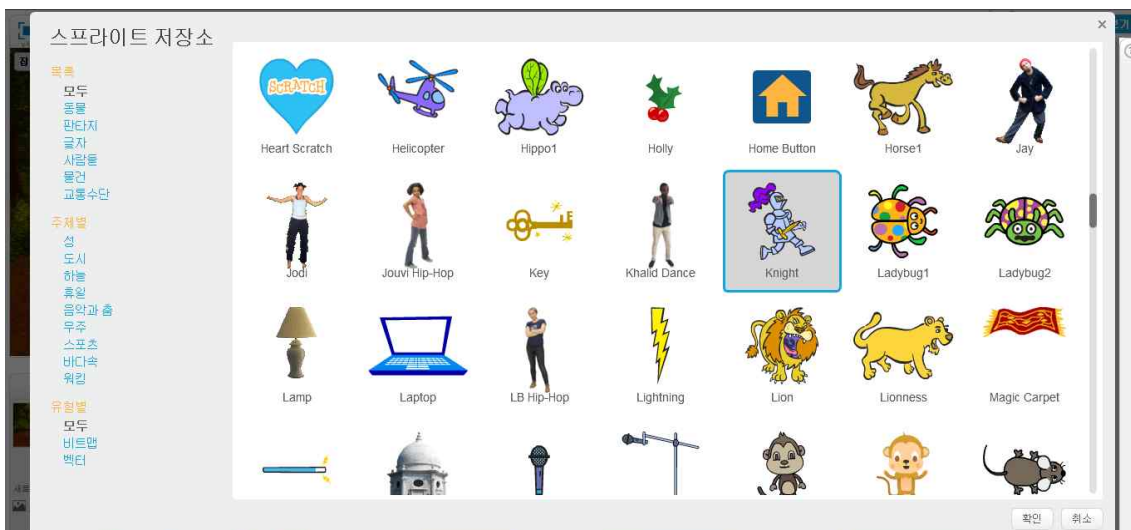 스프라이트 저장소
×
목록
모두
동물
판타지
글자
사람들
물건
교통수단
주제별
성
도시
하늘
휴일
음악과 춤
우주
스포츠
바다속
워킹
유형별
모두
비트맵
벡터
SCRATCH
Heart Scratch
Helicopter
Hippo1
Holly
Home Button
Horse1
Jay
Jodi
Jouvi Hip-Hop
Key
Khalid Dance
Knight
Ladybug1
Ladybug2
Lamp
Laptop
LB Hip-Hop
Lightning
Lion
Lionness
Magic Carpet
확인
취소